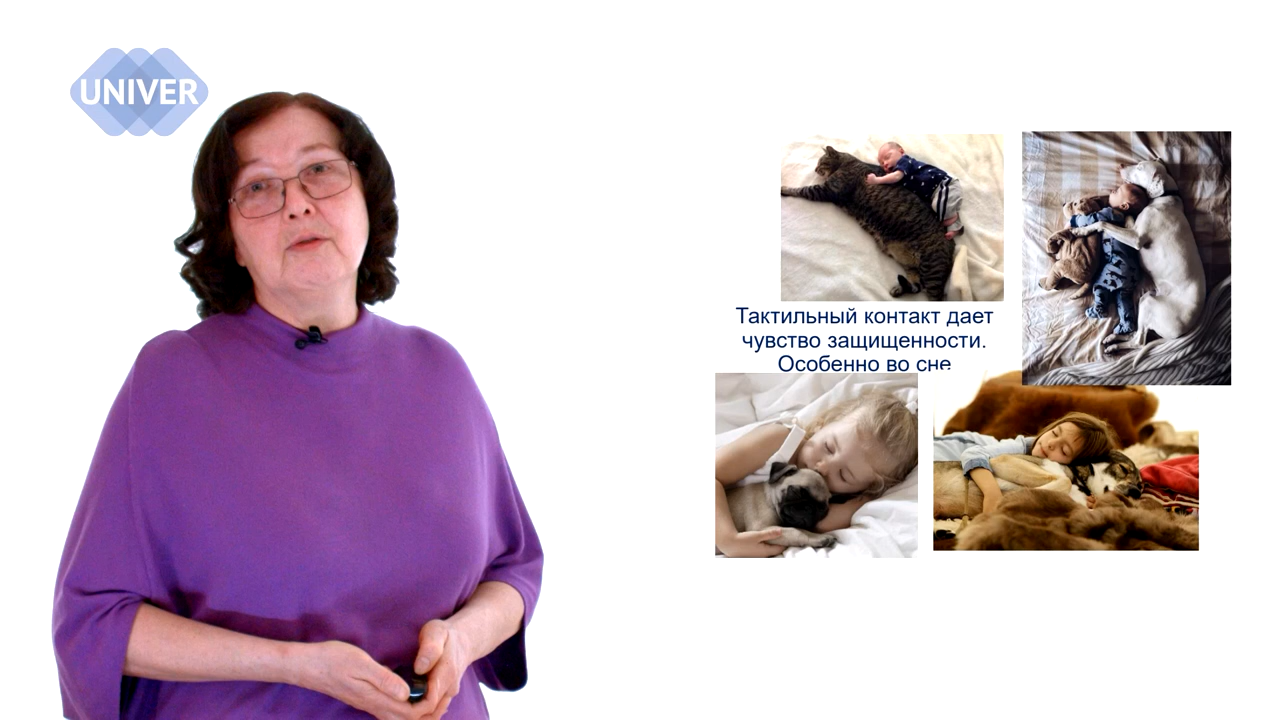 UNIVER
Тактильный контакт дает
чувство защищенности.
Особенно во сне